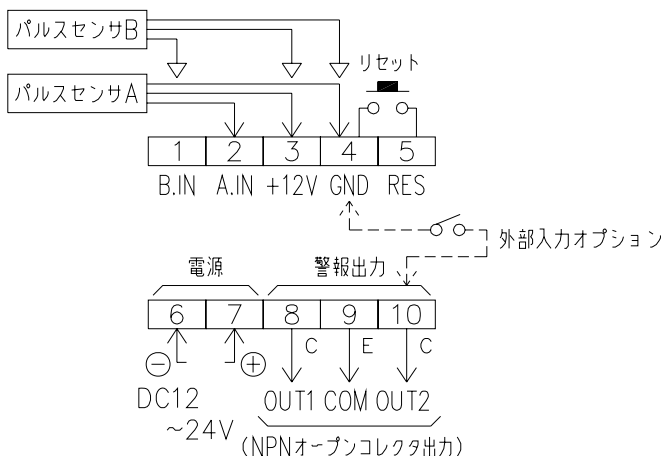 パルスセンサB
リセット
パルスセンサA
1 2 3 4 5
B.IN A.IN +12V GND RES
外部入力オプション
電源 警報出力
6 7 8 9 10
⊖ ⊕ C E C
DC12 OUT1 COM OUT2
~24V
(NPNオープンコレクタ出力)